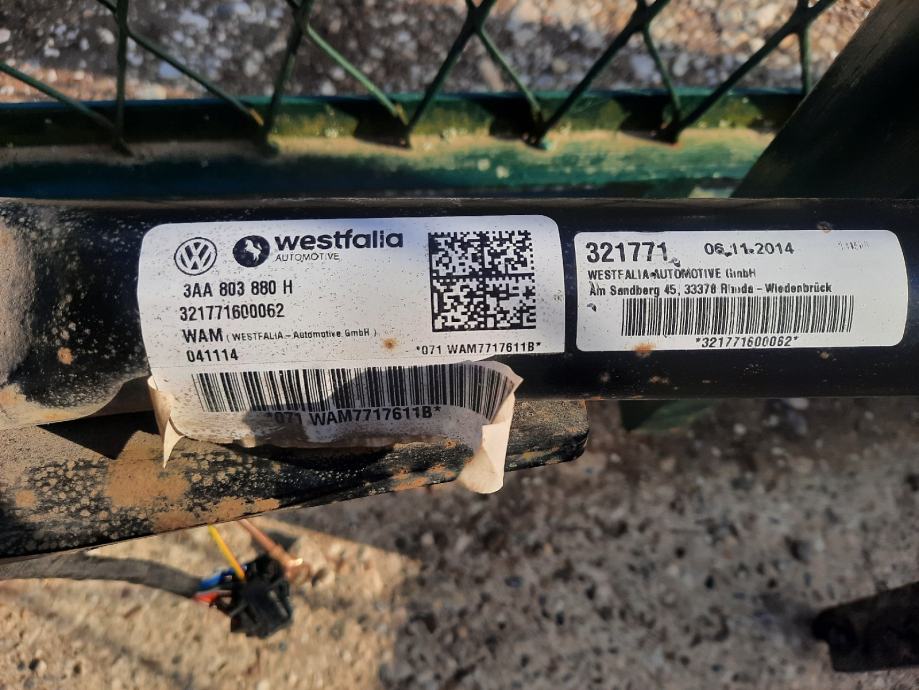 westfalia
AUTOMOTIVE
3AA 803 880 H
321771600062
WAM (WESTFALIA-Automotive GmbH)
041114
*071 WAM7717611B*
*071 WAM7717611B*
321771 06.11.2014
WESTFALIA-AUTOMOTIVE GmbH
Am Sandberg 45, 33378 Rheda - Wiedenbrück
*321771600062*